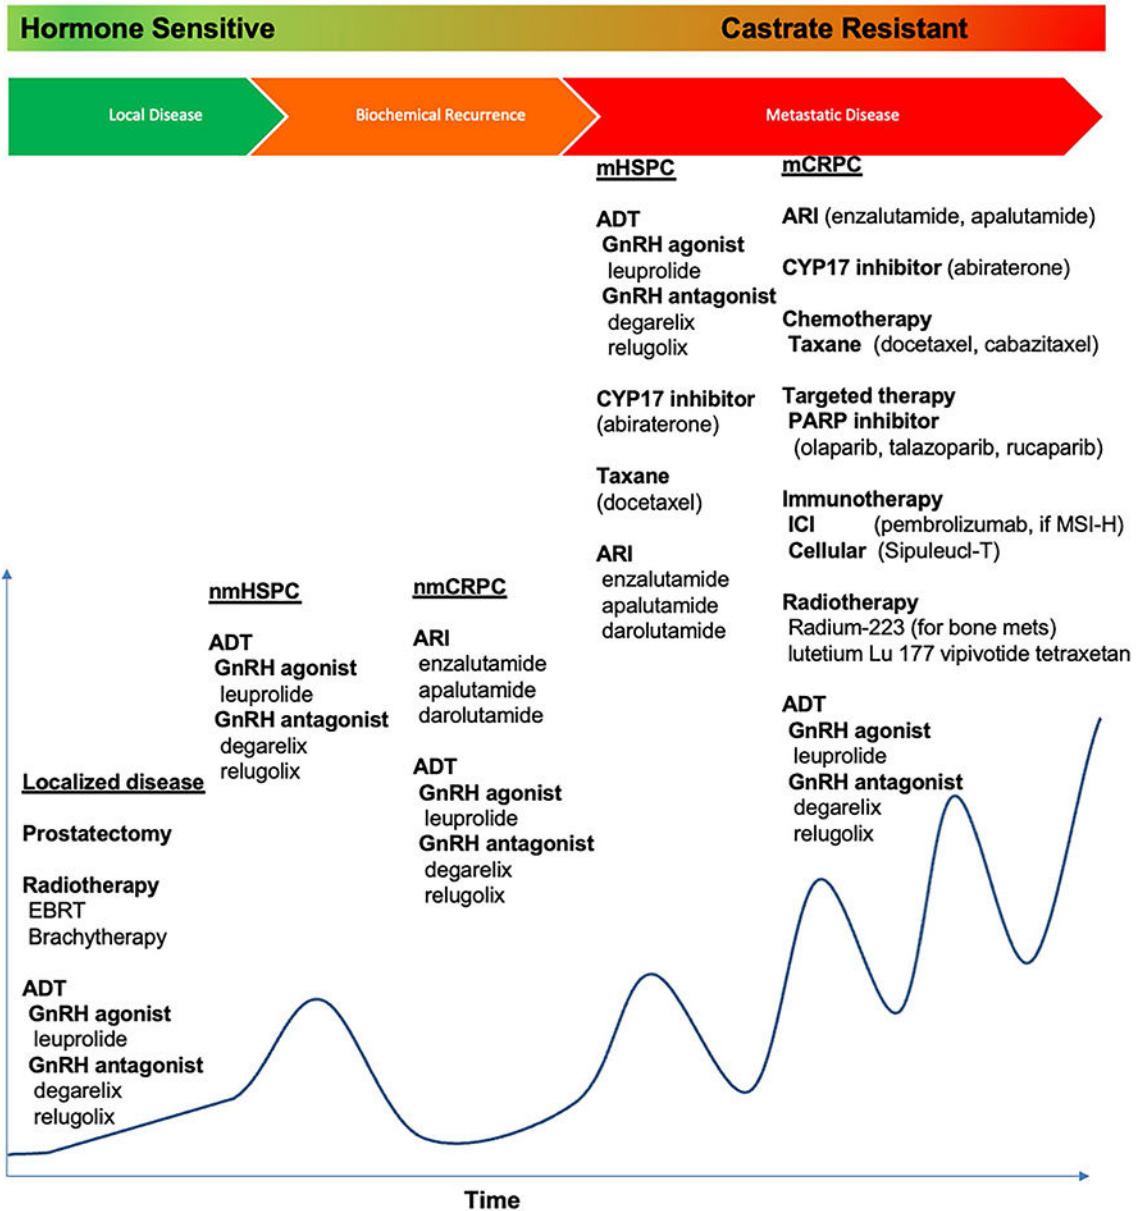 Hormone Sensitive
Castrate Resistant
Local Disease
Biochemical Recurrence
Metastatic Disease
Localized disease
Prostatectomy
Radiotherapy
EBRT
Brachytherapy
ADT
GnRH agonist
leuprolide
GnRH antagonist
degarelix
relugolix
nmHSPC
ADT
GnRH agonist
leuprolide
GnRH antagonist
degarelix
relugolix
nmCRPC
ARI
enzalutamide
apalutamide
darolutamide
ADT
GnRH agonist
leuprolide
GnRH antagonist
degarelix
relugolix
mHSPC
ADT
GnRH agonist
leuprolide
GnRH antagonist
degarelix
relugolix
CYP17 inhibitor
(abiraterone)
Taxane
(docetaxel)
ARI
enzalutamide
apalutamide
darolutamide
mCRPC
ARI (enzalutamide, apalutamide)
CYP17 inhibitor (abiraterone)
Chemotherapy
Taxane (docetaxel, cabazitaxel)
Targeted therapy
PARP inhibitor
(olaparib, talazoparib, rucaparib)
Immunotherapy
ICI (pembrolizumab, if MSI-H)
Cellular (Sipuleucl-T)
Radiotherapy
Radium-223 (for bone mets)
lutetium Lu 177 vipivotide tetraxetan
ADT
GnRH agonist
leuprolide
GnRH antagonist
degarelix
relugolix
Time